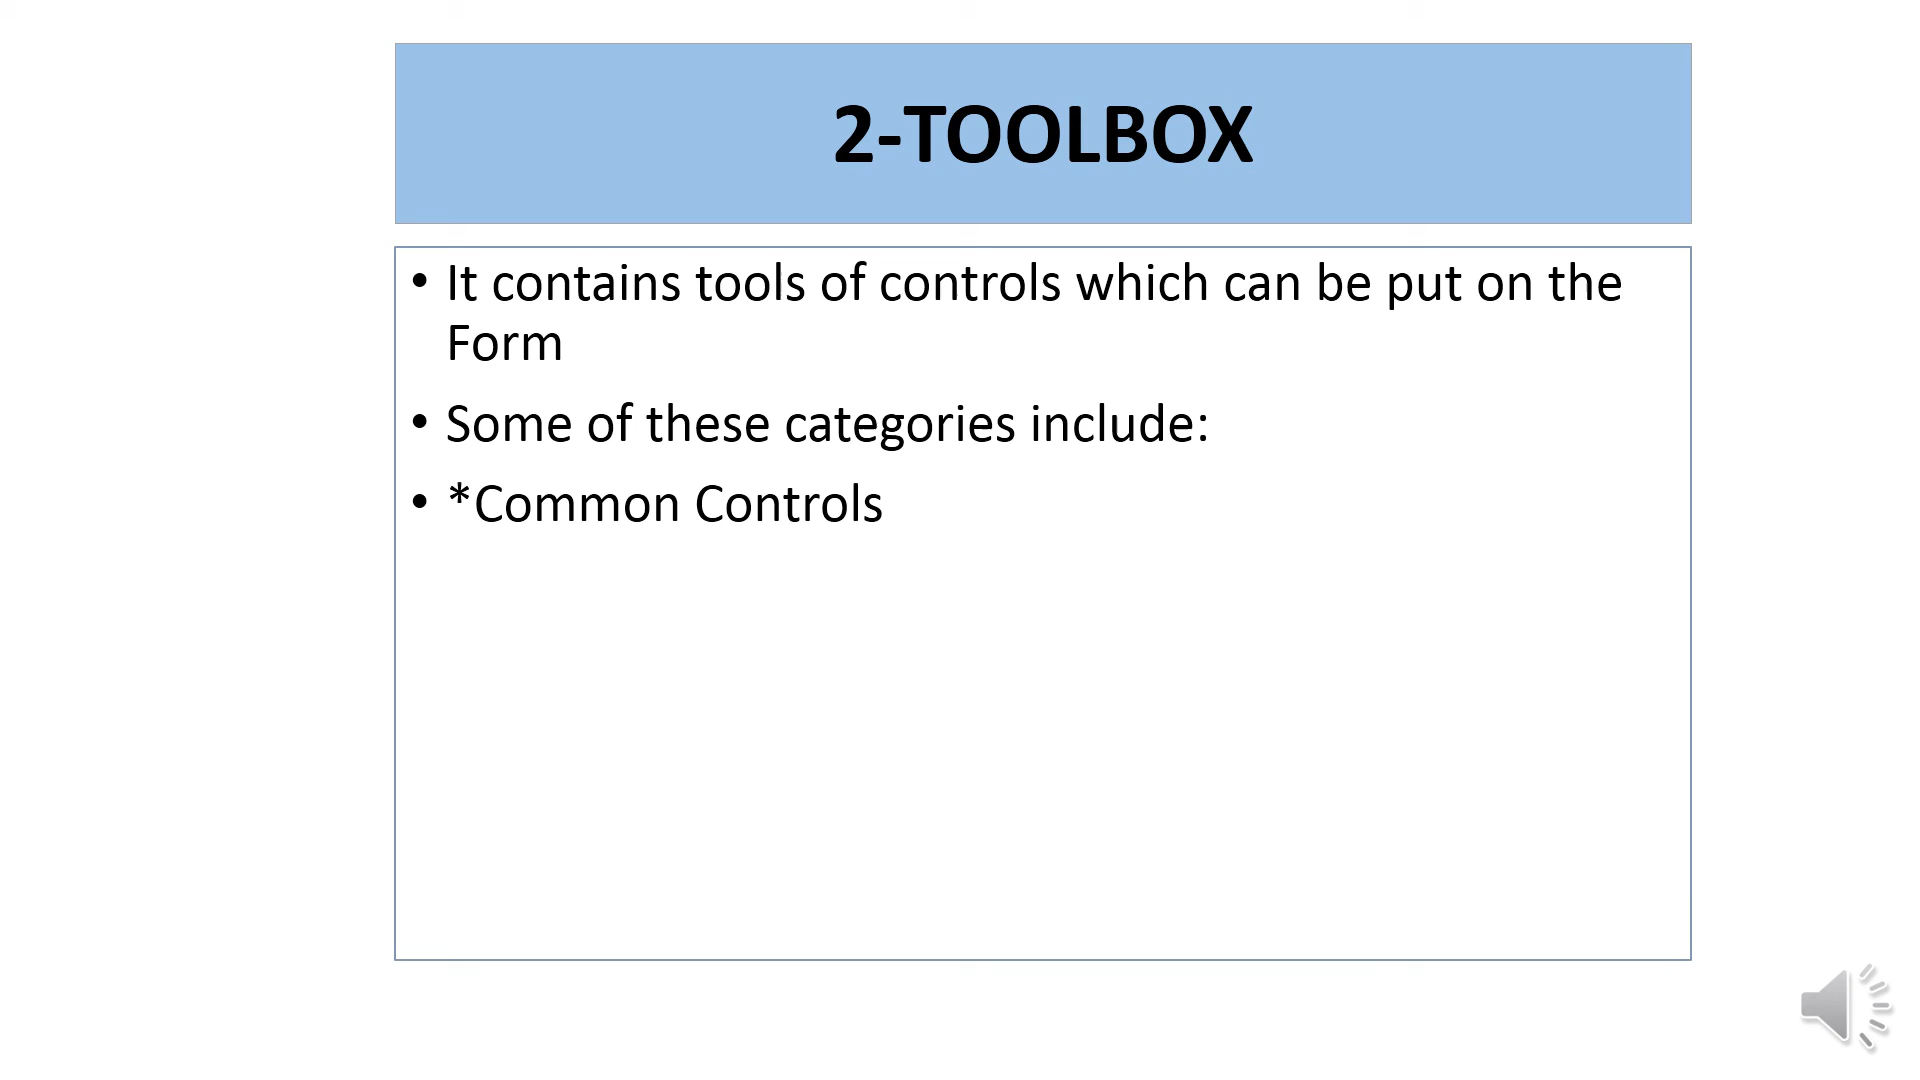 2-TOOLBOX
• It contains tools of controls which can be put on the
Form
• Some of these categories include:
• *Common Controls